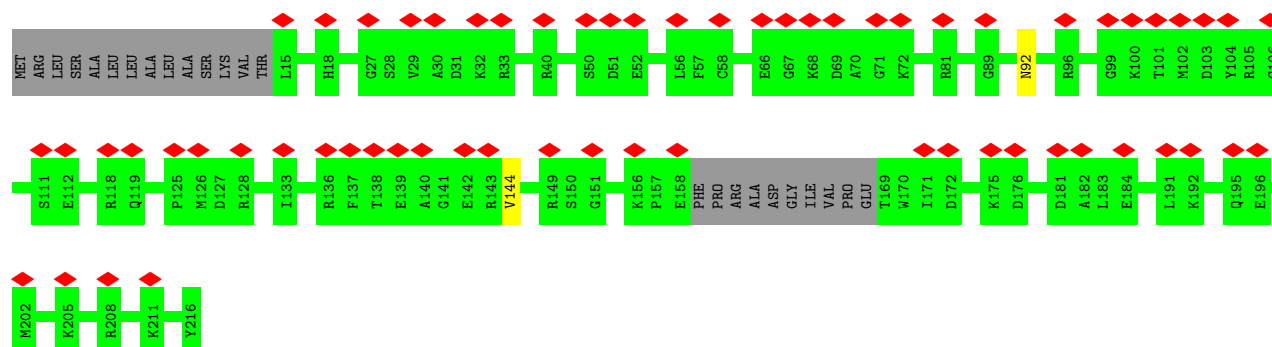 MET ARG LEU SER ALA LEU LEU ALA LEU ALA SER LYS VAL THR L15 H18 G27 S28 V29 A30 D31 K32 R33 R40 S50 D51 E52 L56 F57 C58 E66 G67 K68 D69 A70 G71 K72 R81 G89 N92 R96 G99 K100 T101 M102 D103 Y104 R105 G106
S111 E112 R118 Q119 P125 M126 D127 R128 I133 R136 F137 T138 E139 A140 G141 E142 R143 V144 R149 S150 G151 K156 P157 E158 PHE PRO ARG ALA ASP GLY ILE VAL PRO GLU T169 W170 I171 D172 K175 D176 D181 A182 L183 E184 L191 K192 Q195 E196
M202 K205 R208 K211 Y216